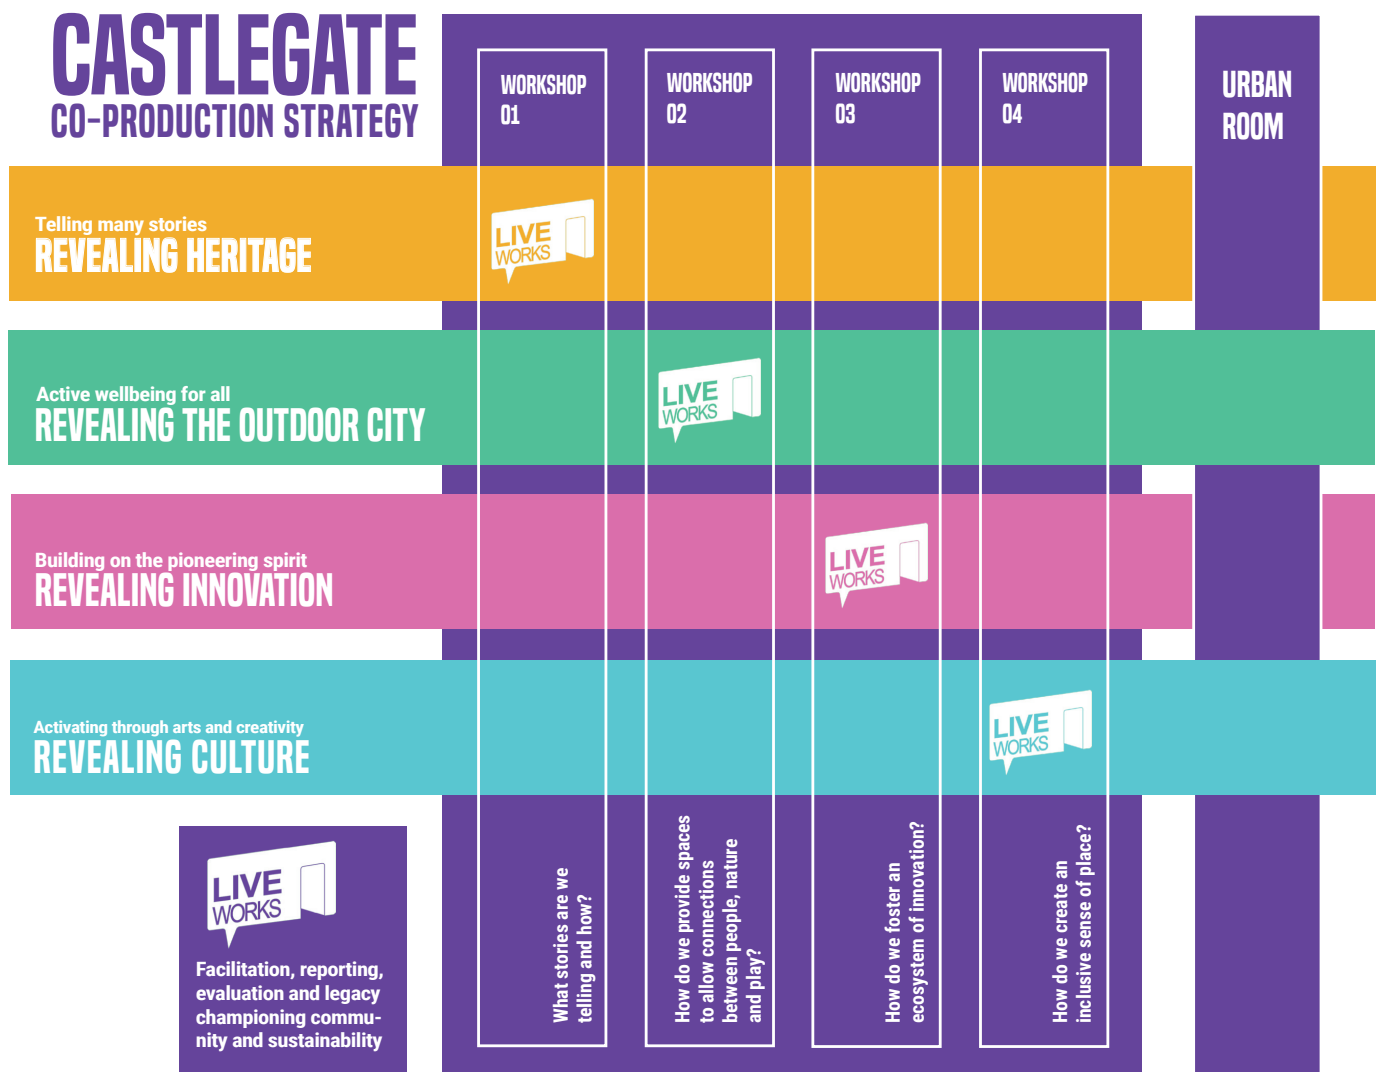 CASTLEGATE
CO-PRODUCTION STRATEGY
WORKSHOP
01
WORKSHOP
02
WORKSHOP
03
WORKSHOP
04
URBAN
ROOM
Telling many stories
REVEALING HERITAGE
LIVE
WORKS
Active wellbeing for all
REVEALING THE OUTDOOR CITY
LIVE
WORKS
Building on the pioneering spirit
REVEALING INNOVATION
LIVE
WORKS
Activating through arts and creativity
REVEALING CULTURE
LIVE
WORKS
LIVE
WORKS
Facilitation, reporting,
evaluation and legacy
championing commu-
nity and sustainability
What stories are we
telling and how?
How do we provide spaces
to allow connections
between people, nature
and play?
How do we foster an
ecosystem of innovation?
How do we create an
inclusive sense of place?